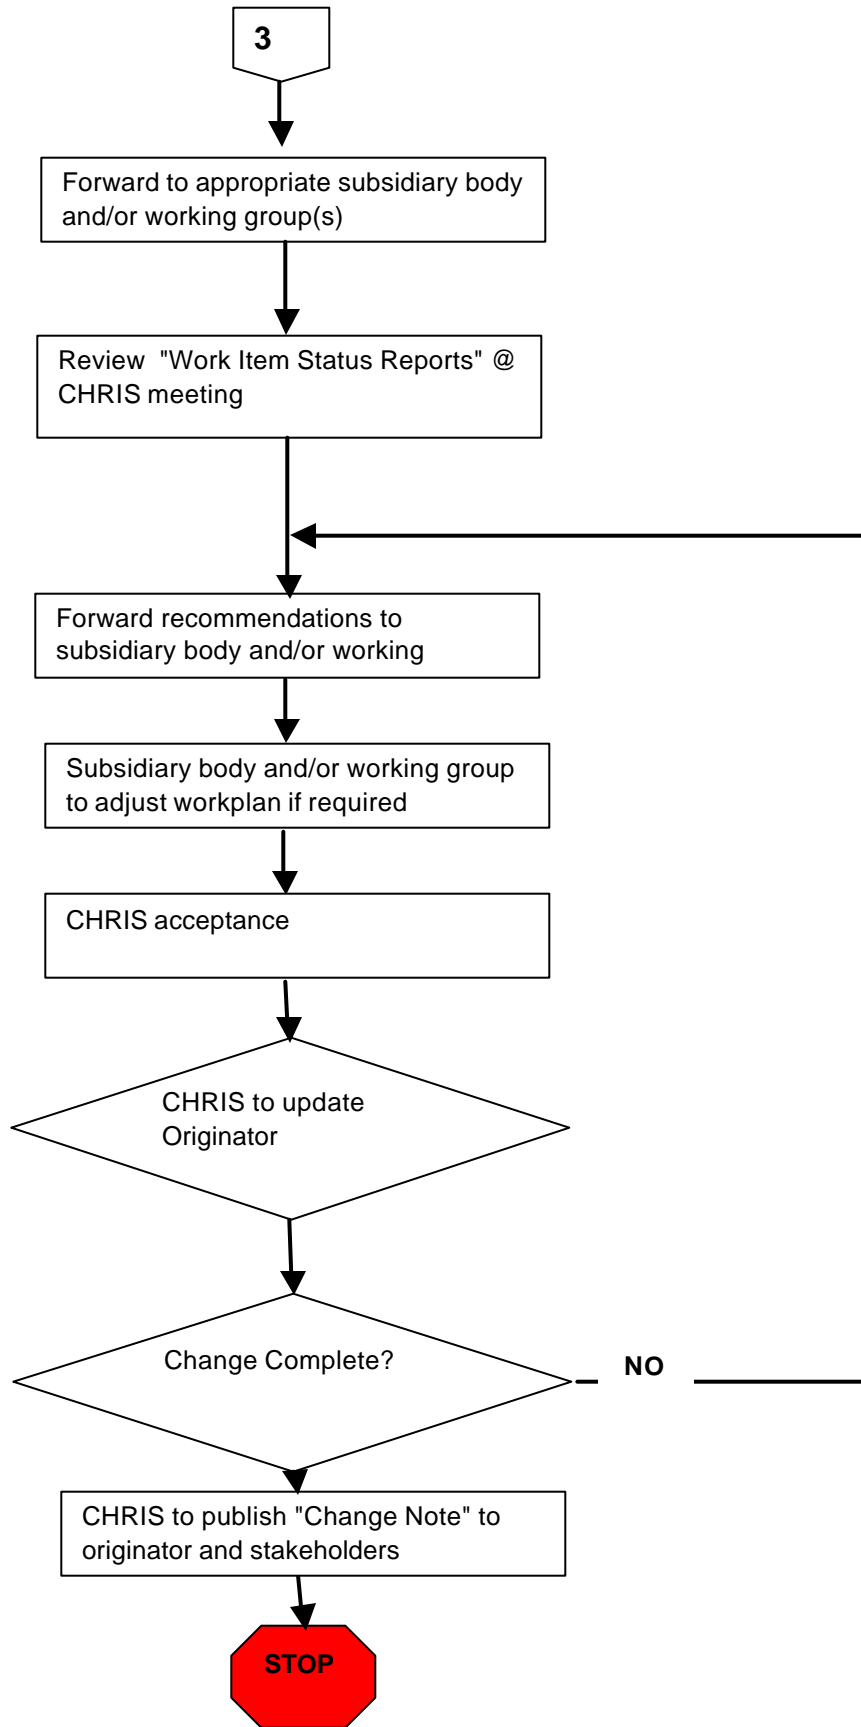 3
Forward to appropriate subsidiary body
and/or working group(s)
Review "Work Item Status Reports" @
CHRIS meeting
Forward recommendations to
subsidiary body and/or working
Subsidiary body and/or working group
to adjust workplan if required
CHRIS acceptance
CHRIS to update
Originator
Change Complete?
NO
CHRIS to publish "Change Note" to
originator and stakeholders
STOP